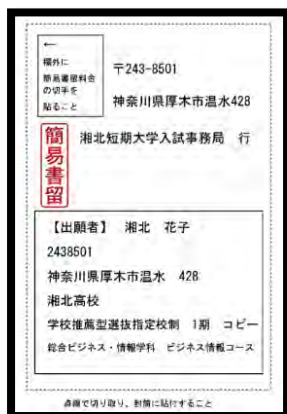 ←
欄外に
簡易書留料金
の切手を
貼ること
〒243-8501
神奈川県厚木市温水428
湘北短期大学入試事務局　行
簡易書留
【出願者】　湘北　花子
2438501
神奈川県厚木市温水　428
湘北高校
学校推薦型選抜指定校制　1期　コピー
総合ビジネス・情報学科　ビジネス情報コース
点線で切り取り、封筒に貼付すること